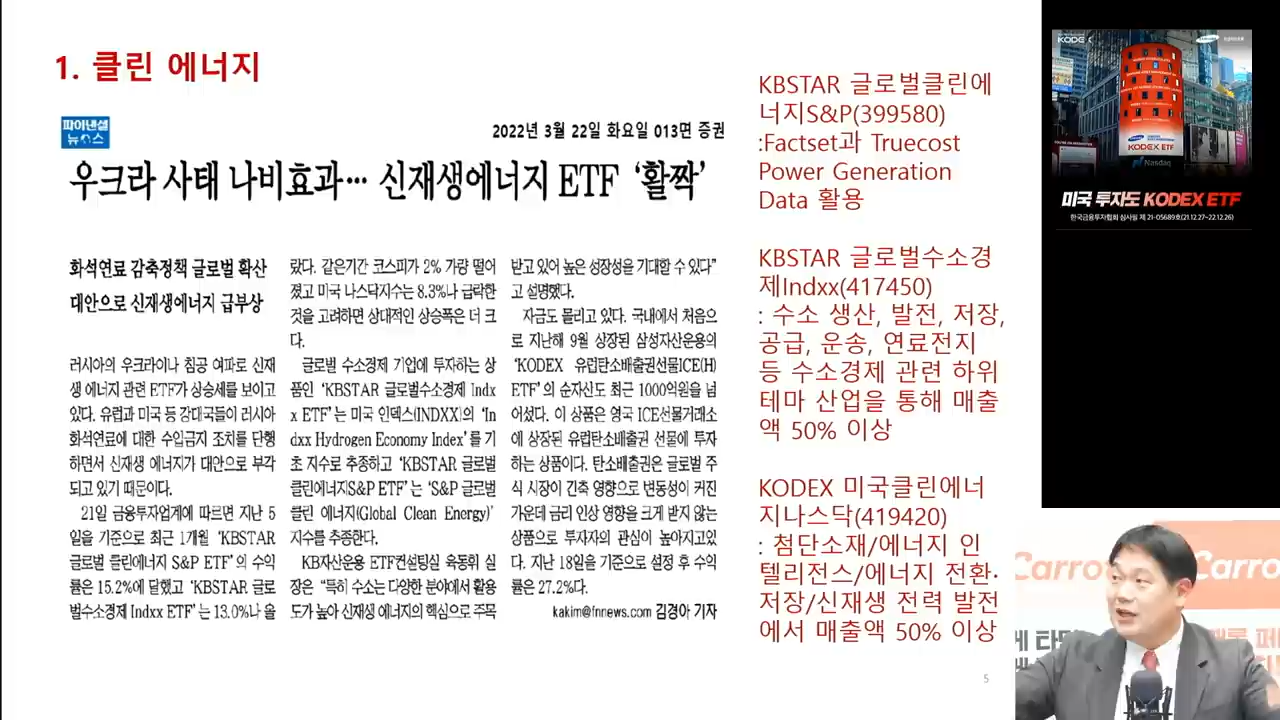 1. 클린 에너지
파이낸셜
뉴스
2022년 3월 22일 화요일 013면 증권
우크라 사태 나비효과… 신재생에너지 ETF ‘활짝’
화석연료 감축정책 글로벌 확산
대안으로 신재생에너지 급부상
러시아의 우크라이나 침공 여파로 신재
생 에너지 관련 ETF가 상승세를 보이고
있다. 유럽과 미국 등 강대국들이 러시아
화석연료에 대한 수입금지 조치를 단행
하면서 신재생 에너지가 대안으로 부각
되고 있기 때문이다.
21일 금융투자업계에 따르면 지난 5
일을 기준으로 최근 1개월 ‘KBSTAR
글로벌 클린에너지 S&P ETF’의 수익
률은 15.2%에 달했고 ‘KBSTAR 글로
벌수소경제 Indxx ETF’는 13.0%나 올
랐다. 같은기간 코스피가 2% 가량 떨어
졌고 미국 나스닥지수는 8.3%나 급락한
것을 고려하면 상대적인 상승폭은 더 크
다.
글로벌 수소경제 기업에 투자하는 상
품인 ‘KBSTAR 글로벌수소경제 Indx
x ETF’는 미국 인덱스(INDXX)의 ‘In
dxx Hydrogen Economy Index’를 기
초 지수로 추종하고 ‘KBSTAR 글로벌
클린에너지S&P ETF’는 ‘S&P 글로벌
클린 에너지(Global Clean Energy)’
지수를 추종한다.
KB자산운용 ETF컨설팅실 육동휘 실
장은 “특히 수소는 다양한 분야에서 활용
도가 높아 신재생 에너지의 핵심으로 주목
받고 있어 높은 성장성을 기대할 수 있다”
고 설명했다.
자금도 몰리고 있다. 국내에서 처음으
로 지난해 9월 상장된 삼성자산운용의
‘KODEX 유럽탄소배출권선물ICE(H)
ETF’의 순자산도 최근 1000억원을 넘
어섰다. 이 상품은 영국 ICE선물거래소
에 상장된 유럽탄소배출권 선물에 투자
하는 상품이다. 탄소배출권은 글로벌 주
식 시장이 긴축 영향으로 변동성이 커진
가운데 금리 인상 영향을 크게 받지 않는
상품으로 투자자의 관심이 높아지고있
다. 지난 18일을 기준으로 설정 후 수익
률은 27.2%다.
kakim@fnnews.com 김경아 기자
KBSTAR 글로벌클린에
너지S&P(399580)
:Factset과 Truecost
Power Generation
Data 활용
KBSTAR 글로벌수소경
제Indxx(417450)
: 수소 생산, 발전, 저장,
공급, 운송, 연료전지
등 수소경제 관련 하위
테마 산업을 통해 매출
액 50% 이상
KODEX 미국클린에너
지나스닥(419420)
: 첨단소재/에너지 인
텔리전스/에너지 전환·
저장/신재생 전력 발전
에서 매출액 50% 이상
5
KODEX
SAMSUNG
KODEX ETF
Nasdaq
미국 투자도 KODEX ETF
한국금융투자협회 심사필 제 21-05689호(21.12.27~22.12.26)
Carrot
Carro